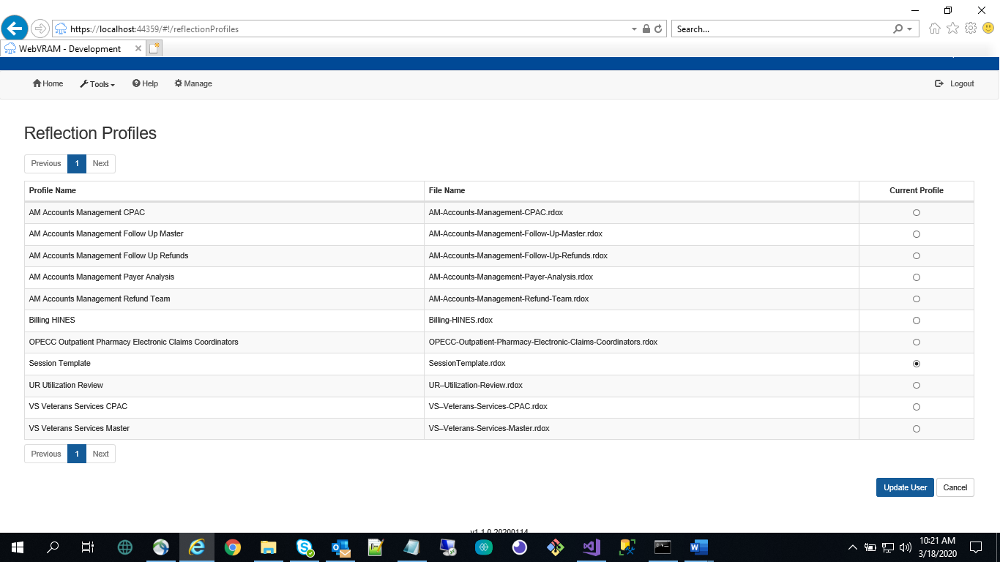 https://localhost:44359/#!/reflectionProfiles
Search...
WebVRAM - Development
Home Tools Help Manage Logout
Reflection Profiles
Previous 1 Next
Profile Name File Name Current Profile
AM Accounts Management CPAC AM-Accounts-Management-CPAC.rdox
AM Accounts Management Follow Up Master AM-Accounts-Management-Follow-Up-Master.rdox
AM Accounts Management Follow Up Refunds AM-Accounts-Management-Follow-Up-Refunds.rdox
AM Accounts Management Payer Analysis AM-Accounts-Management-Payer-Analysis.rdox
AM Accounts Management Refund Team AM-Accounts-Management-Refund-Team.rdox
Billing HINES Billing-HINES.rdox
OPECC Outpatient Pharmacy Electronic Claims Coordinators OPECC-Outpatient-Pharmacy-Electronic-Claims-Coordinators.rdox
Session Template SessionTemplate.rdox
UR Utilization Review UR–Utilization-Review.rdox
VS Veterans Services CPAC VS–Veterans-Services-CPAC.rdox
VS Veterans Services Master VS–Veterans-Services-Master.rdox
Previous 1 Next
Update User Cancel
v1.1.0.20200114
10:21 AM
3/18/2020